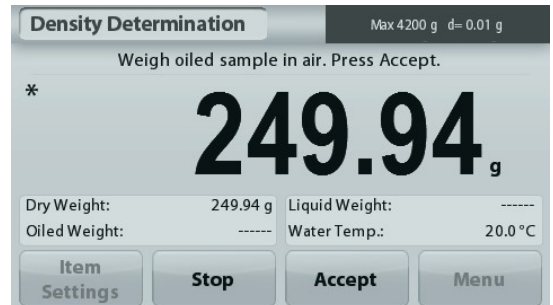 Density Determination Max 4200 g d= 0.01 g
Weigh oiled sample in air. Press Accept.
*
249.94 g
Dry Weight: 249.94 g Liquid Weight: ------
Oiled Weight: ------ Water Temp.: 20.0 °C
Item Settings Stop Accept Menu